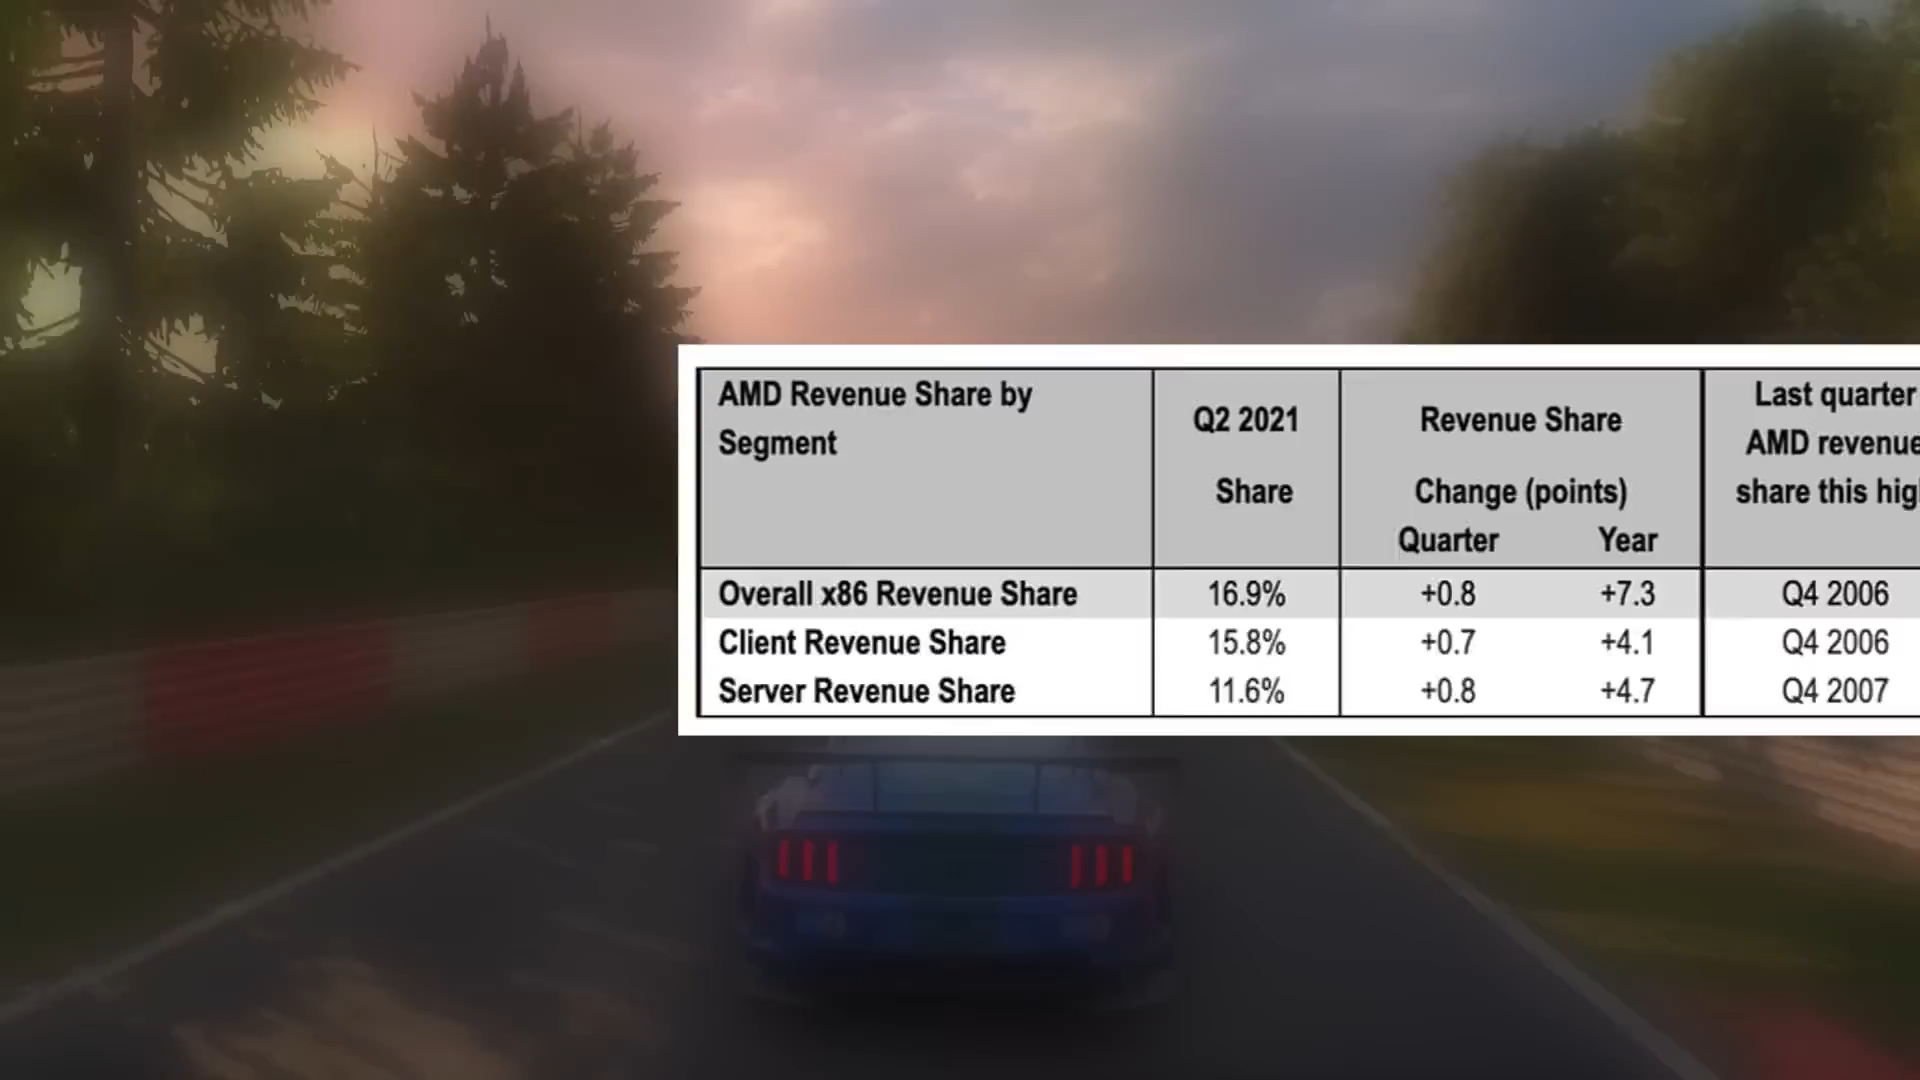 AMD Revenue Share by
Segment
Q2 2021
Share
Revenue Share
Change (points)
Quarter Year
Last quarter
AMD revenue
share this
Overall x86 Revenue Share 16.9% +0.8 +7.3 Q4 2006
Client Revenue Share 15.8% +0.7 +4.1 Q4 2006
Server Revenue Share 11.6% +0.8 +4.7 Q4 2007